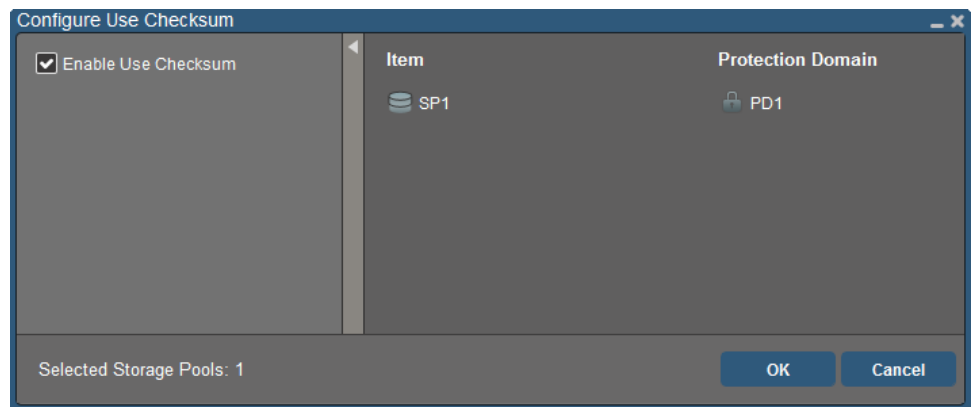 Configure Use Checksum
Enable Use Checksum
Item Protection Domain
SP1 PD1
Selected Storage Pools: 1
OK Cancel